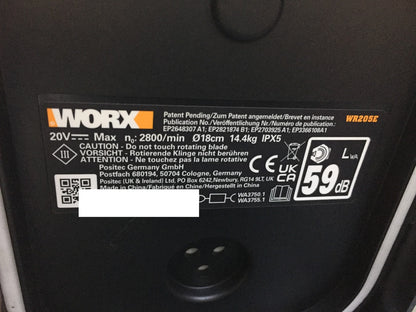 WORX
Patent Pending/Zum Patent angemeldet/Brevet en instance
Publication No./Veröffentlichung Nr/Numéro de publication:
EP2648307 A1; EP2821874 B1; EP2703925 A1; EP3366108A1
WR205E
20V Max n₀: 2800/min Ø18cm 14.4kg IPX5
CAUTION - Do not touch rotating blade
VORSICHT - Rotierende Klinge nicht berühren
ATTENTION - Ne touchez pas la lame rotative
Positec Germany GmbH
Postfach 680194, 50704 Cologne, Germany
Positec (UK & Ireland) Ltd, PO Box 6242, Newbury, RG14 9LT, UK
Made in China/Fabriqué en Chine/Hergestellt in China
III
CE
UK
CA
LWA
59dB
WA3750.1
WA3755.1